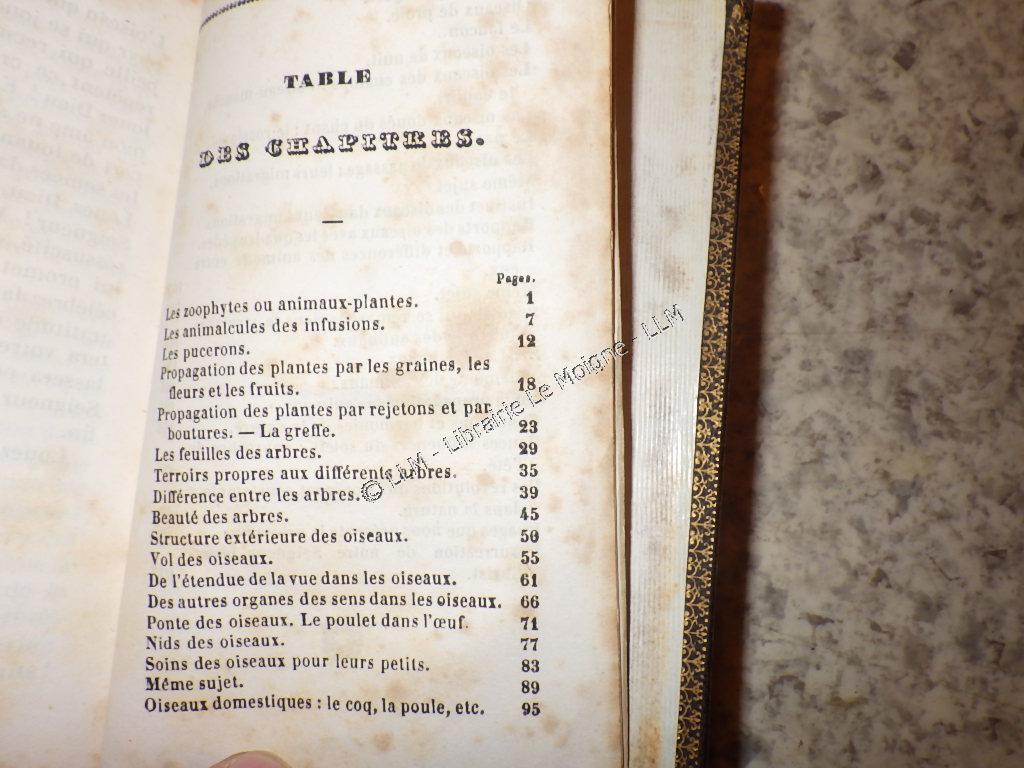 TABLE
DES CHAPITRES.
—
Pages.
Les zoophytes ou animaux-plantes. 1
Les animalcules des infusions. 7
Les pucerons. 12
Propagation des plantes par les graines, les
fleurs et les fruits. 18
Propagation des plantes par rejetons et par
boutures. — La greffe. 23
Les feuilles des arbres. 29
Terroirs propres aux différents arbres. 35
Différence entre les arbres. 39
Beauté des arbres. 45
Structure extérieure des oiseaux. 50
Vol des oiseaux. 55
De l'étendue de la vue dans les oiseaux. 61
Des autres organes des sens dans les oiseaux. 66
Ponte des oiseaux. Le poulet dans l'œuf. 71
Nids des oiseaux. 77
Soins des oiseaux pour leurs petits. 83
Même sujet. 89
Oiseaux domestiques : le coq, la poule, etc. 95
© LLM - Librairie Le Moigne - LLM